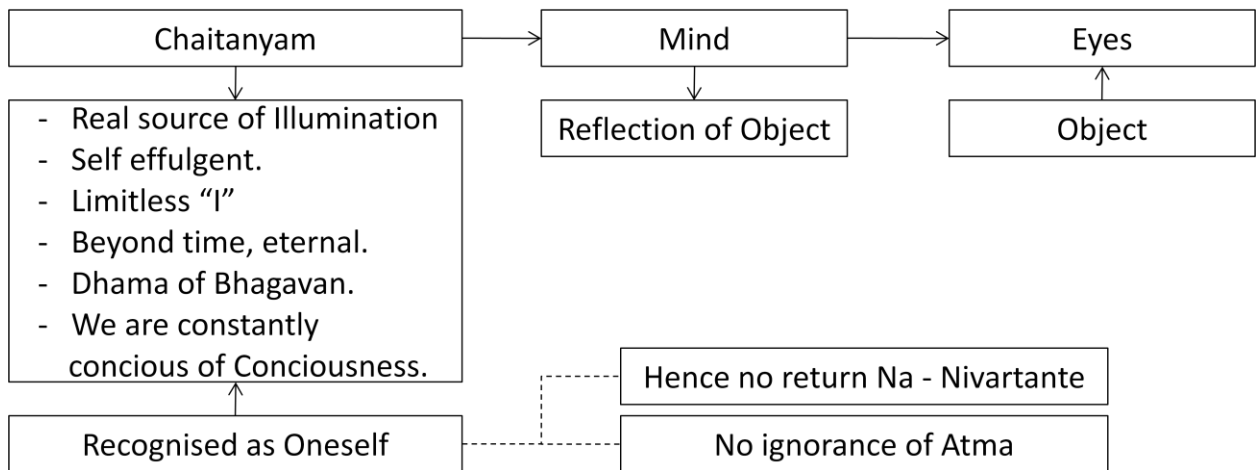 Chaitanyam
Mind
Eyes
- Real source of Illumination
- Self effulgent.
- Limitless “I”
- Beyond time, eternal.
- Dhama of Bhagavan.
- We are constantly
concious of Conciousness.
Reflection of Object
Object
Recognised as Oneself
Hence no return Na - Nivartante
No ignorance of Atma